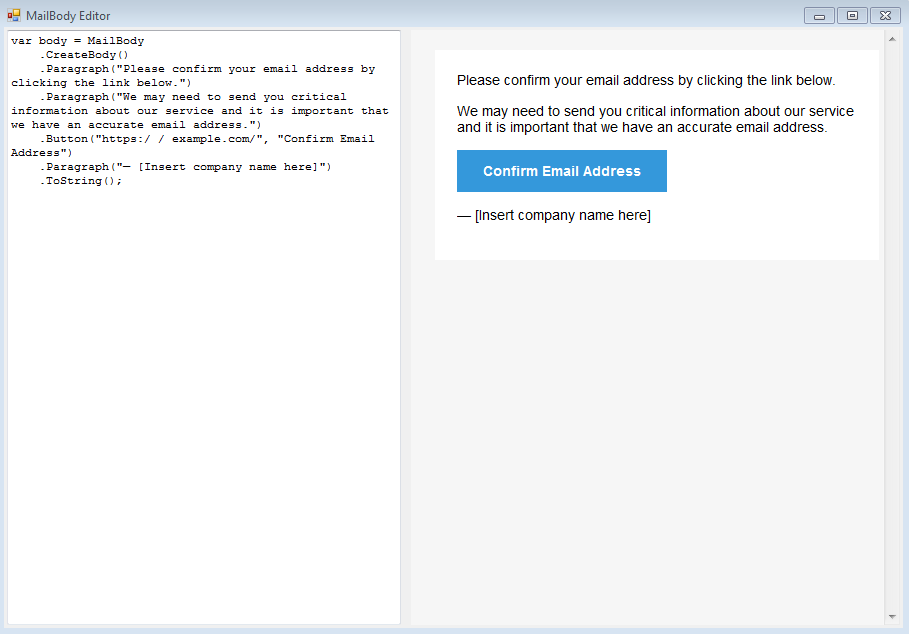 MailBody Editor
var body = MailBody
.CreateBody()
.Paragraph("Please confirm your email address by
clicking the link below.")
.Paragraph("We may need to send you critical
information about our service and it is important that
we have an accurate email address.")
.Button("https:/ / example.com/", "Confirm Email
Address")
.Paragraph("— [Insert company name here]")
.ToString();
Please confirm your email address by clicking the link below.
We may need to send you critical information about our service
and it is important that we have an accurate email address.
Confirm Email Address
— [Insert company name here]